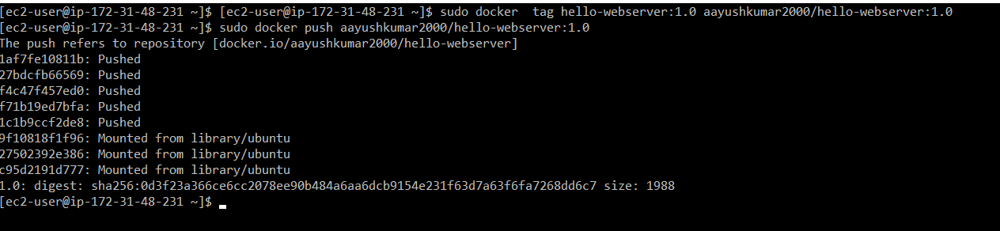 [ec2-user@ip-172-31-48-231 ~]$ [ec2-user@ip-172-31-48-231 ~]$ sudo docker  tag hello-webserver:1.0 aayushkumar2000/hello-webserver:1.0
[ec2-user@ip-172-31-48-231 ~]$ sudo docker push aayushkumar2000/hello-webserver:1.0
The push refers to repository [docker.io/aayushkumar2000/hello-webserver]
1af7fe10811b: Pushed
27bdcfb66569: Pushed
f4c47f457ed0: Pushed
f71b19ed7bfa: Pushed
1c1b9ccf2de8: Pushed
9f10818f1f96: Mounted from library/ubuntu
27502392e386: Mounted from library/ubuntu
c95d2191d777: Mounted from library/ubuntu
1.0: digest: sha256:0d3f23a366ce6cc2078ee90b484a6aa6dcb9154e231f63d7a63f6fa7268dd6c7 size: 1988
[ec2-user@ip-172-31-48-231 ~]$